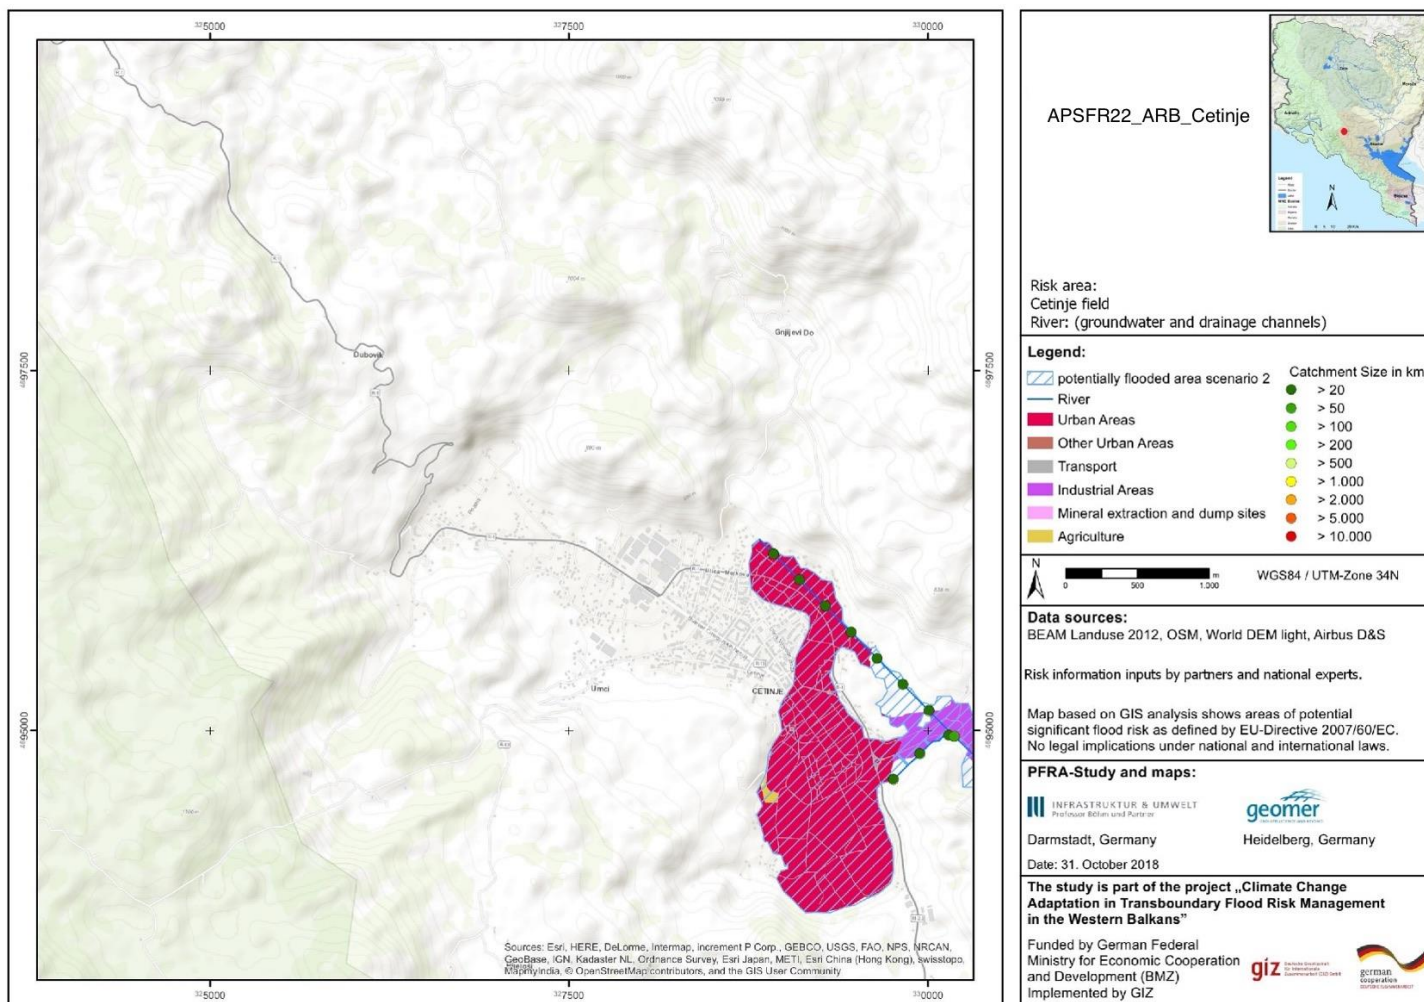 325000
327500
330000
APSFR22_ARB_Cetinje
Risk area:
Cetinje field
River: (groundwater and drainage channels)
Legend:
potentially flooded area scenario 2
River
Urban Areas
Other Urban Areas
Transport
Industrial Areas
Mineral extraction and dump sites
Agriculture
Catchment Size in km
> 20
> 50
> 100
> 200
> 500
> 1.000
> 2.000
> 5.000
> 10.000
N
0 500 1.000 m
WGS84 / UTM-Zone 34N
Data sources:
BEAM Landuse 2012, OSM, World DEM light, Airbus D&S
Risk information inputs by partners and national experts.
Map based on GIS analysis shows areas of potential
significant flood risk as defined by EU-Directive 2007/60/EC.
No legal implications under national and international laws.
PFRA-Study and maps:
INFRASTRUKTUR & UMWELT
Professor Böhm und Partner
geomer
Darmstadt, Germany
Heidelberg, Germany
Date: 31. October 2018
The study is part of the project „Climate Change
Adaptation in Transboundary Flood Risk Management
in the Western Balkans”
Funded by German Federal
Ministry for Economic Cooperation
and Development (BMZ)
Implemented by GIZ
giz
german
cooperation
Dubovik
Gnjijevi Do
Umci
CETINJE
Sources: Esri, HERE, DeLorme, Intermap, increment P Corp., GEBCO, USGS, FAO, NPS, NRCAN,
GeoBase, IGN, Kadaster NL, Ordnance Survey, Esri Japan, METI, Esri China (Hong Kong), swisstopo,
MapmyIndia, © OpenStreetMap contributors, and the GIS User Community
325000
327500
330000